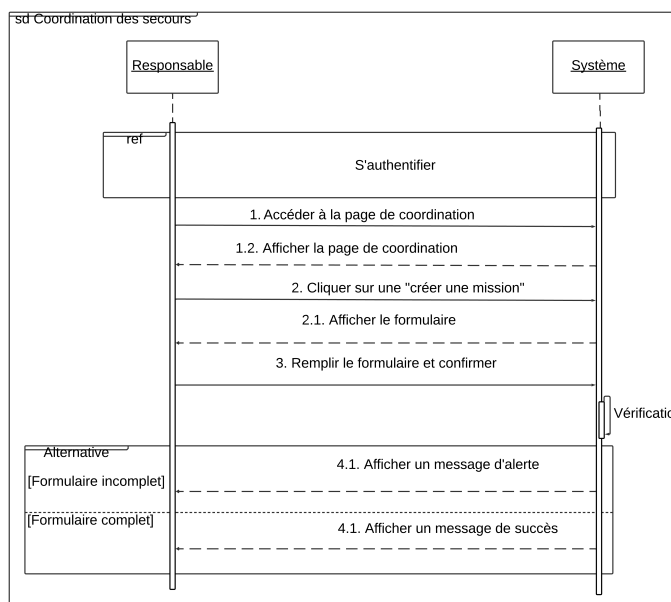 sd Coordination des secours
Responsable
Système
ref
S'authentifier
1. Accéder à la page de coordination
1.2. Afficher la page de coordination
2. Cliquer sur une "créer une mission"
2.1. Afficher le formulaire
3. Remplir le formulaire et confirmer
Vérificatio
Alternative
4.1. Afficher un message d'alerte
[Formulaire incomplet]
[Formulaire complet]
4.1. Afficher un message de succès